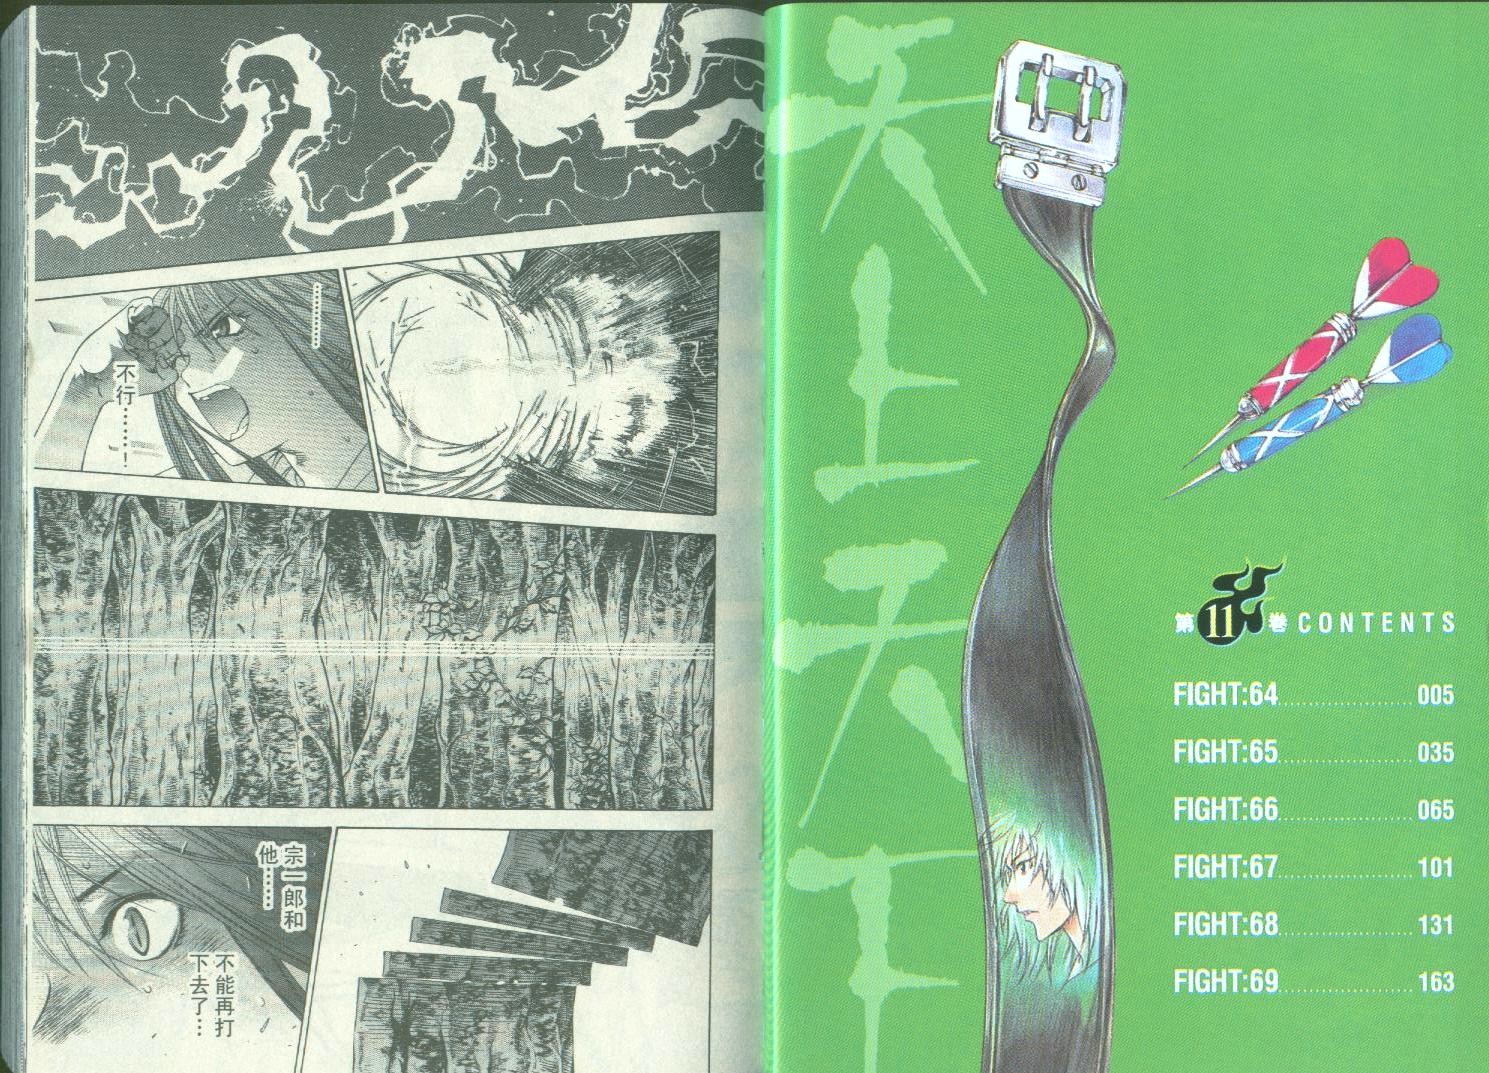 …………
不行……！
宗一郎和
他……
不能再打
下去了…
天上天下
第11卷 CONTENTS
FIGHT:64 005
FIGHT:65 035
FIGHT:66 065
FIGHT:67 101
FIGHT:68 131
FIGHT:69 163